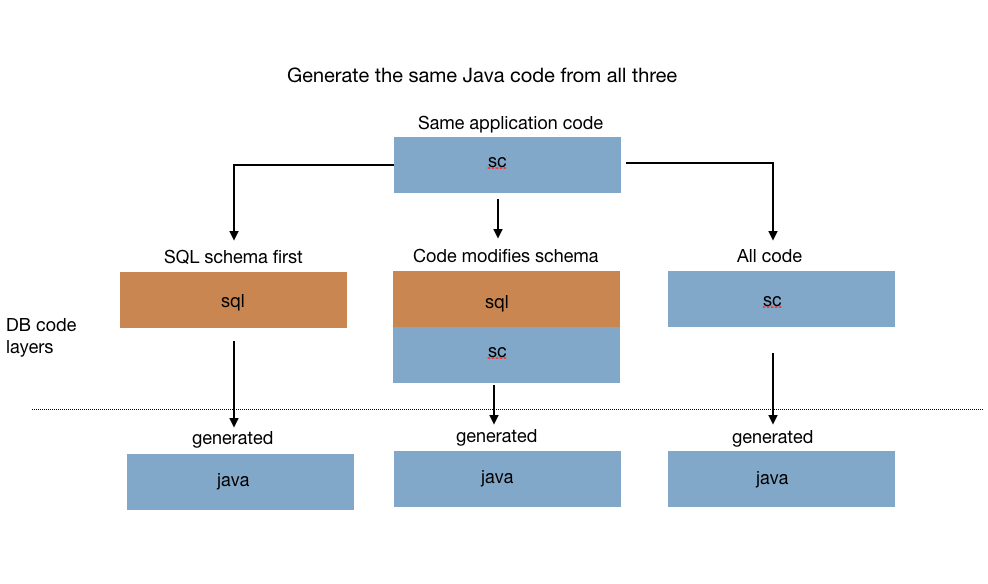 Generate the same Java code from all three
Same application code
sc
SQL schema first
Code modifies schema
All code
sql
sql
sc
DB code
layers
sc
generated
generated
generated
java
java
java